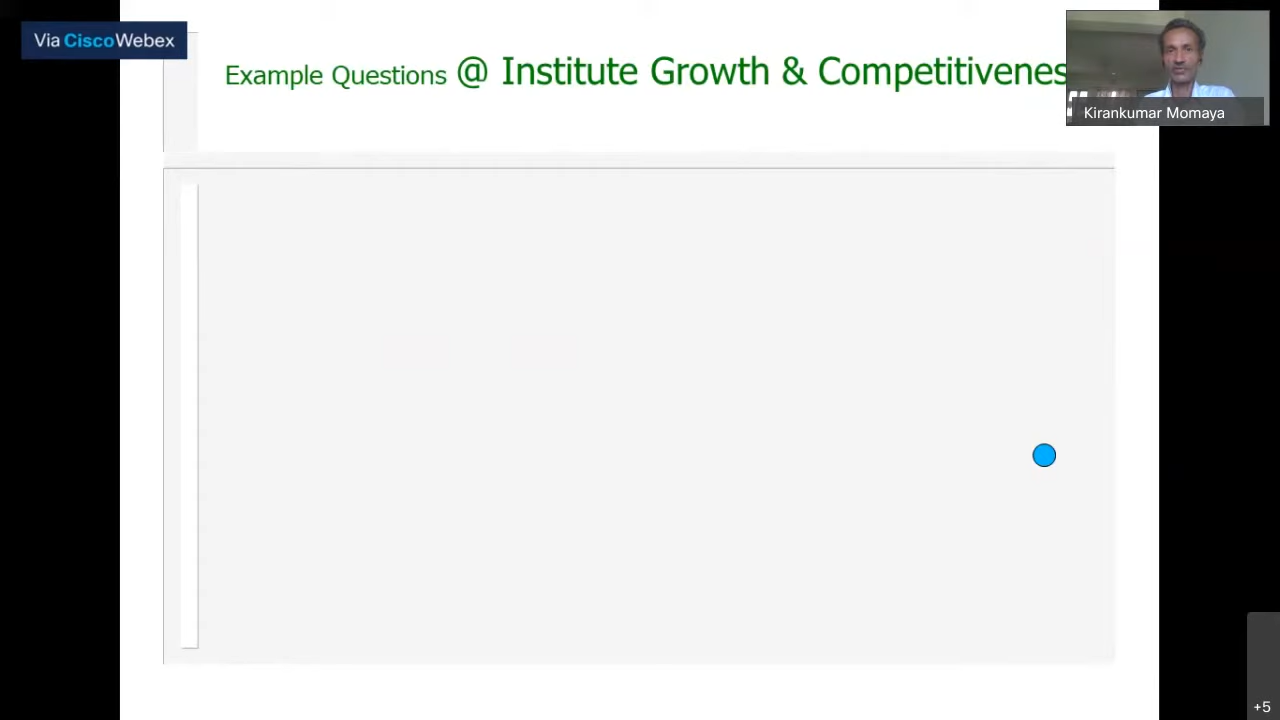 Via CiscoWebex
Example Questions @ Institute Growth & Competitivenes
Kirankumar Momaya
+5